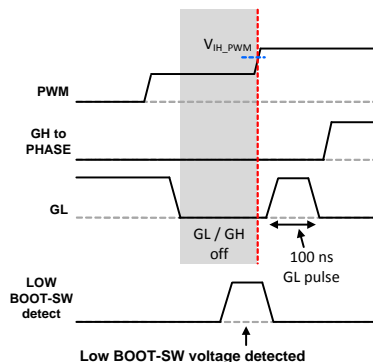 V_IH_PWM
PWM
GH to
PHASE
GL
GL / GH
off
100 ns
GL pulse
LOW
BOOT-SW
detect
Low BOOT-SW voltage detected